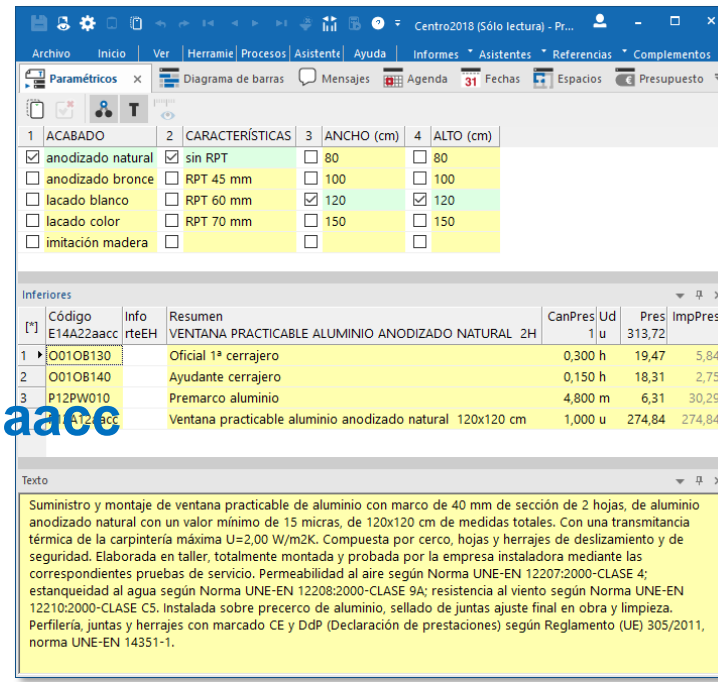 Centro2018 (Sólo lectura) - Pr...
Archivo Inicio Ver Herramie Procesos Asistente Ayuda Informes Asistentes Referencias Complementos
Paramétricos × Diagrama de barras Mensajes Agenda 31 Fechas Espacios Presupuesto
T
1 ACABADO 2 CARACTERÍSTICAS 3 ANCHO (cm) 4 ALTO (cm)
anodizado natural sin RPT 80 80
anodizado bronce RPT 45 mm 100 100
lacado blanco RPT 60 mm 120 120
lacado color RPT 70 mm 150 150
imitación madera
Inferiores
[*] Código Info Resumen CanPres Ud Pres ImpPres
E14A22aacc rteEH VENTANA PRACTICABLE ALUMINIO ANODIZADO NATURAL 2H 1 u 313,72
1 O01OB130 Oficial 1ª cerrajero 0,300 h 19,47 5,84
2 O01OB140 Ayudante cerrajero 0,150 h 18,31 2,75
3 P12PW010 Premarco aluminio 4,800 m 6,31 30,29
aacc
Ventana practicable aluminio anodizado natural 120x120 cm 1,000 u 274,84 274,84
Texto
Suministro y montaje de ventana practicable de aluminio con marco de 40 mm de sección de 2 hojas, de aluminio
anodizado natural con un valor mínimo de 15 micras, de 120x120 cm de medidas totales. Con una transmitancia
térmica de la carpintería máxima U=2,00 W/m2K. Compuesta por cerco, hojas y herrajes de deslizamiento y de
seguridad. Elaborada en taller, totalmente montada y probada por la empresa instaladora mediante las
correspondientes pruebas de servicio. Permeabilidad al aire según Norma UNE-EN 12207:2000-CLASE 4;
estanqueidad al agua según Norma UNE-EN 12208:2000-CLASE 9A; resistencia al viento según Norma UNE-EN
12210:2000-CLASE C5. Instalada sobre precerco de aluminio, sellado de juntas ajuste final en obra y limpieza.
Perfilería, juntas y herrajes con marcado CE y DdP (Declaración de prestaciones) según Reglamento (UE) 305/2011,
norma UNE-EN 14351-1.